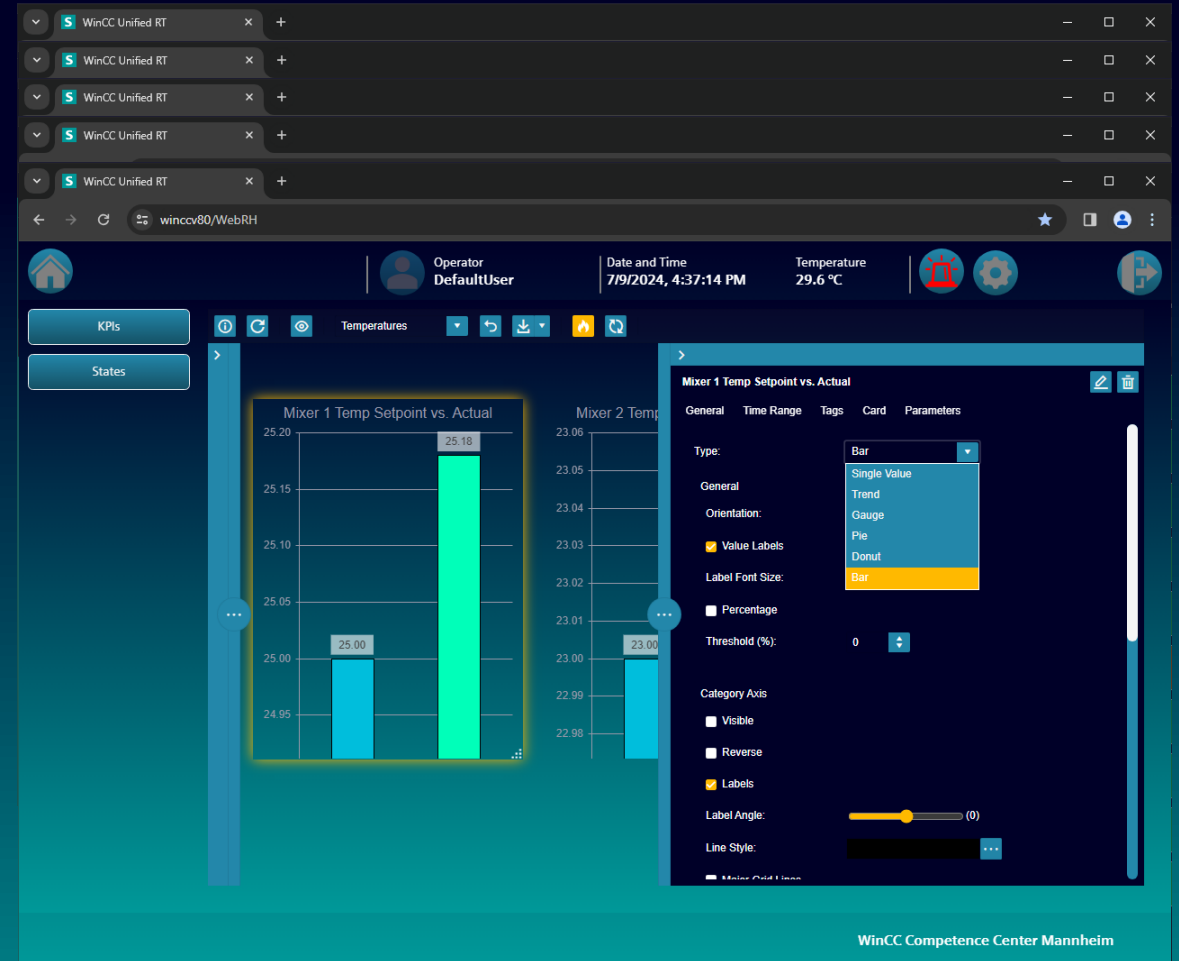 WinCC Unified RT
WinCC Unified RT
WinCC Unified RT
WinCC Unified RT
WinCC Unified RT
winccv80/WebRH
Operator
DefaultUser
Date and Time
7/9/2024, 4:37:14 PM
Temperature
29.6 °C
KPIs
States
Temperatures
Mixer 1 Temp Setpoint vs. Actual
25.20
25.18
25.15
25.10
25.05
25.00
25.00
24.95
Mixer 2 Temp
23.06
23.05
23.04
23.03
23.02
23.01
23.00
23.00
22.99
22.98
Mixer 1 Temp Setpoint vs. Actual
General Time Range Tags Card Parameters
Type: Bar
Single Value
Trend
Gauge
Pie
Donut
Bar
General
Orientation:
Value Labels
Label Font Size:
Percentage
Threshold (%): 0
Category Axis
Visible
Reverse
Labels
Label Angle: (0)
Line Style:
Major Grid Lines
WinCC Competence Center Mannheim